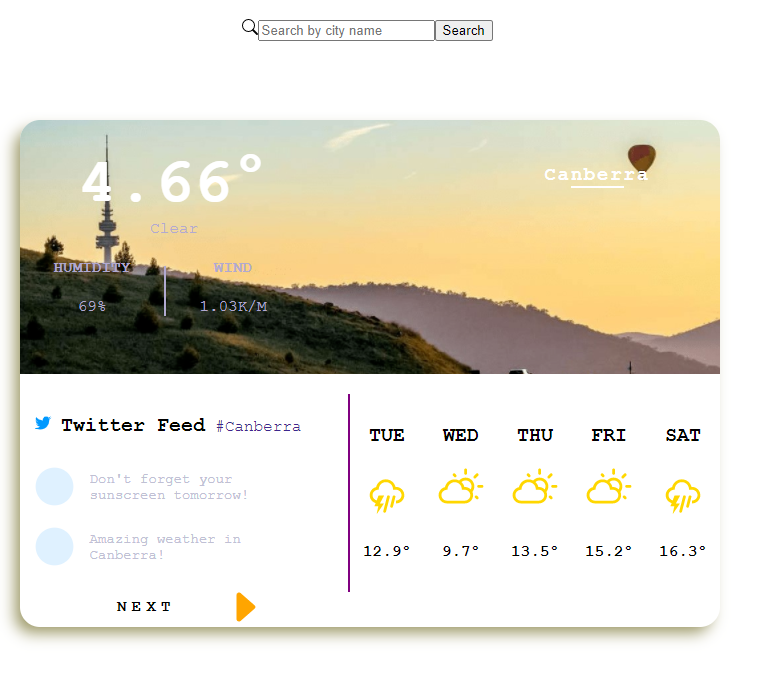 Search by city name Search
4.66°
Canberra
Clear
HUMIDITY WIND
69% 1.03K/M
Twitter Feed #Canberra
Don't forget your
sunscreen tomorrow!
Amazing weather in
Canberra!
NEXT
TUE WED THU FRI SAT
12.9° 9.7° 13.5° 15.2° 16.3°